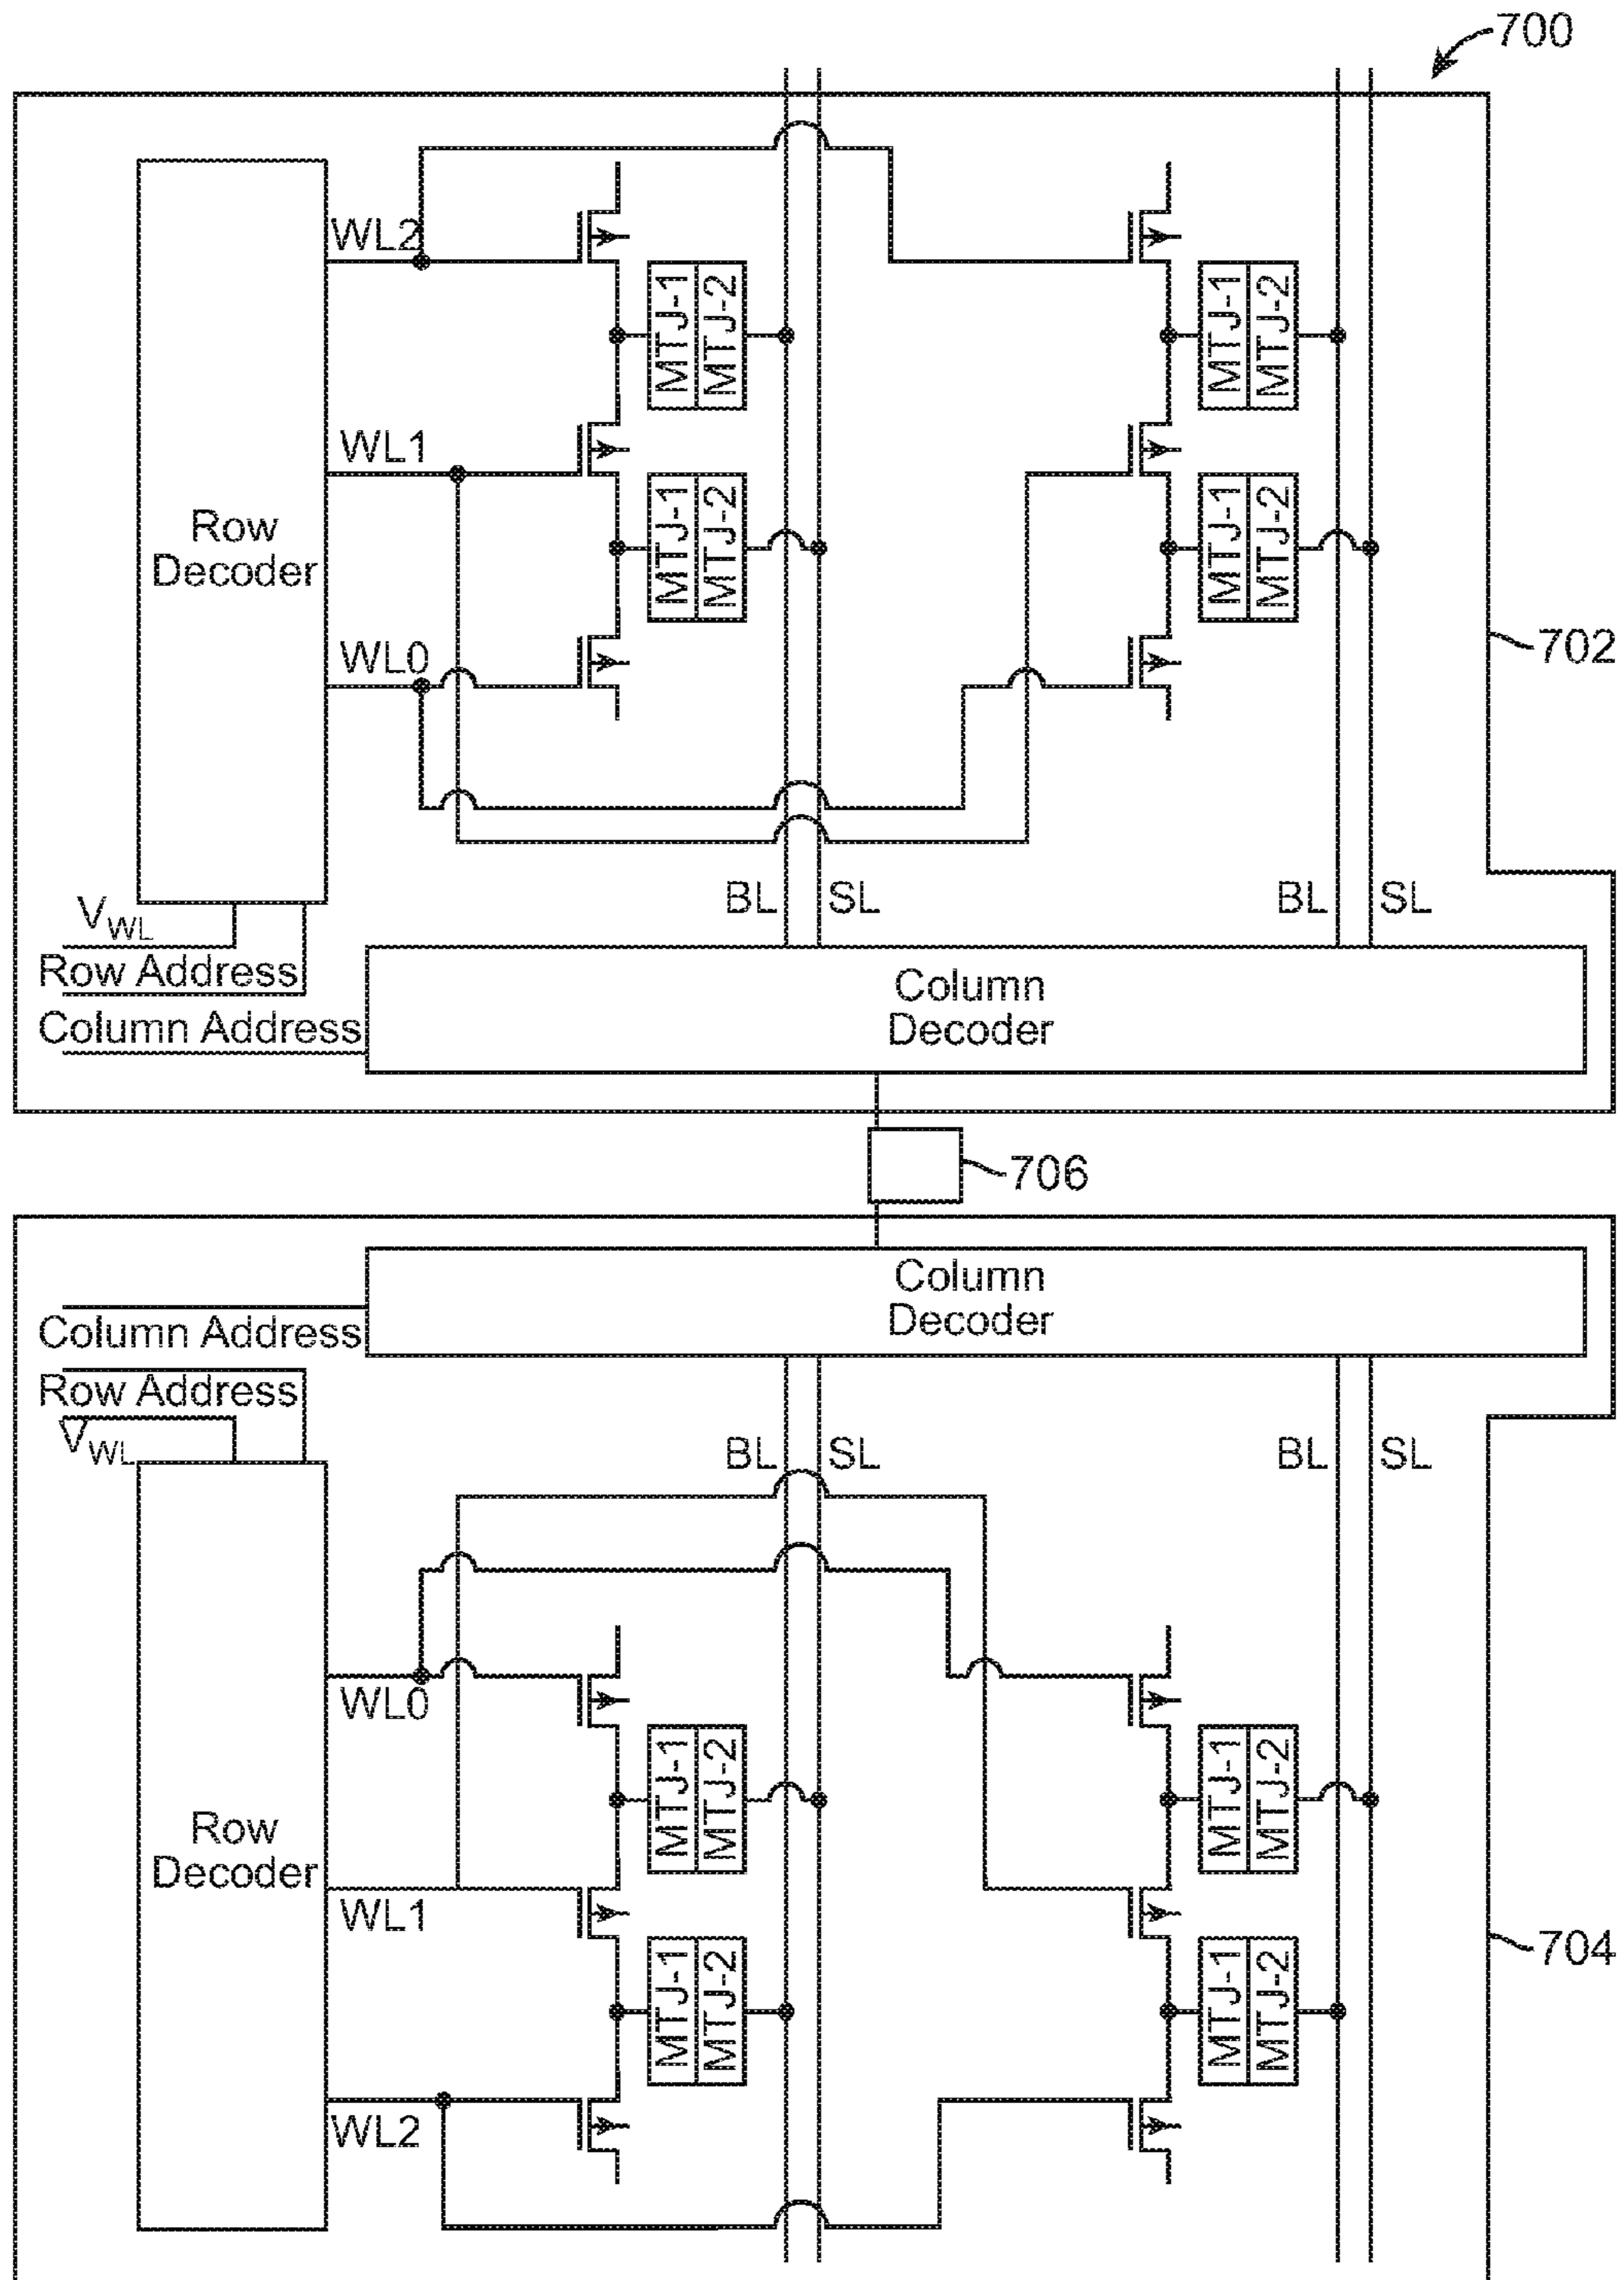 700
WL2
MTJ-1
MTJ-2
MTJ-1
MTJ-2
WL1
MTJ-1
MTJ-2
MTJ-1
MTJ-2
Row
Decoder
WL0
702
BL
SL
BL
SL
VWL
Row Address
Column Address
Column
Decoder
706
Column
Decoder
Column Address
Row Address
VWL
BL
SL
BL
SL
WL0
MTJ-1
MTJ-2
MTJ-1
MTJ-2
Row
Decoder
WL1
704
MTJ-1
MTJ-2
MTJ-1
MTJ-2
WL2